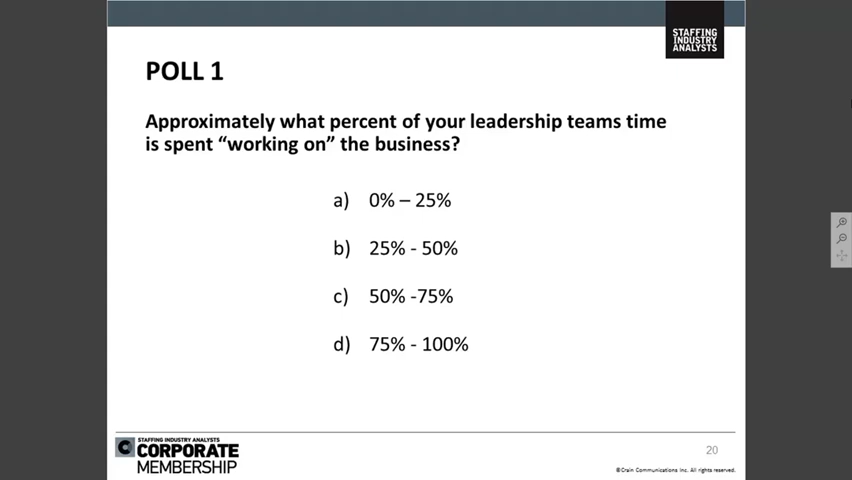 STAFFING
INDUSTRY
ANALYSTS
POLL 1
Approximately what percent of your leadership teams time
is spent “working on” the business?
a) 0% – 25%
b) 25% - 50%
c) 50% -75%
d) 75% - 100%
STAFFING INDUSTRY ANALYSTS
C CORPORATE
MEMBERSHIP
20
©Crain Communications Inc. All rights reserved.